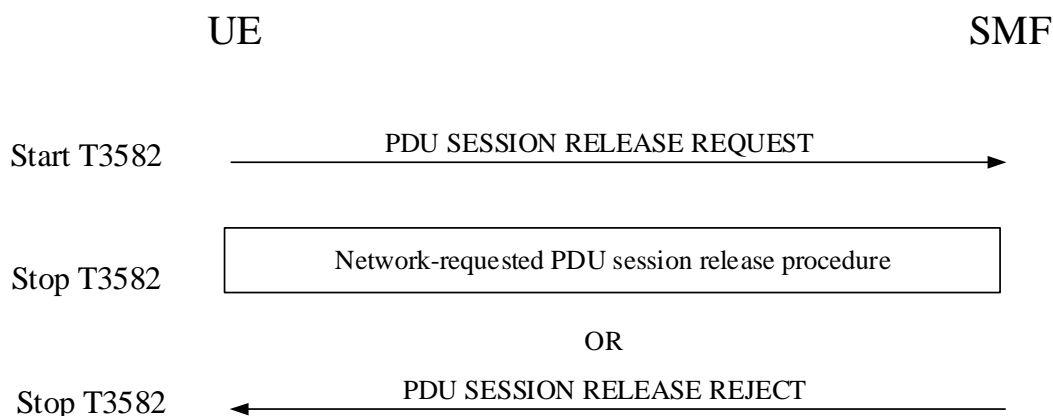 UE SMF
Start T3582 PDU SESSION RELEASE REQUEST
Stop T3582 Network-requested PDU session release procedure
OR
Stop T3582 PDU SESSION RELEASE REJECT